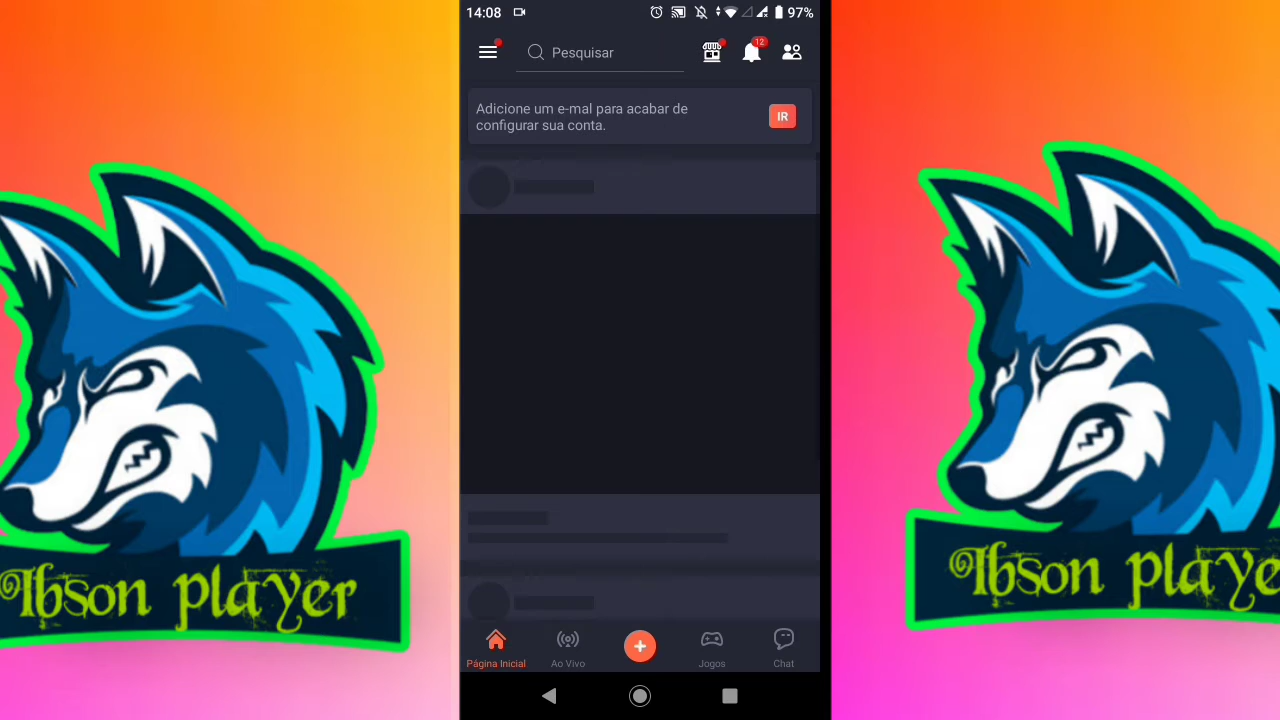 14:08
97%
Pesquisar
12
Adicione um e-mal para acabar de
configurar sua conta.
IR
Ibson player
Ibson playe
Página Inicial
Ao Vivo
Jogos
Chat